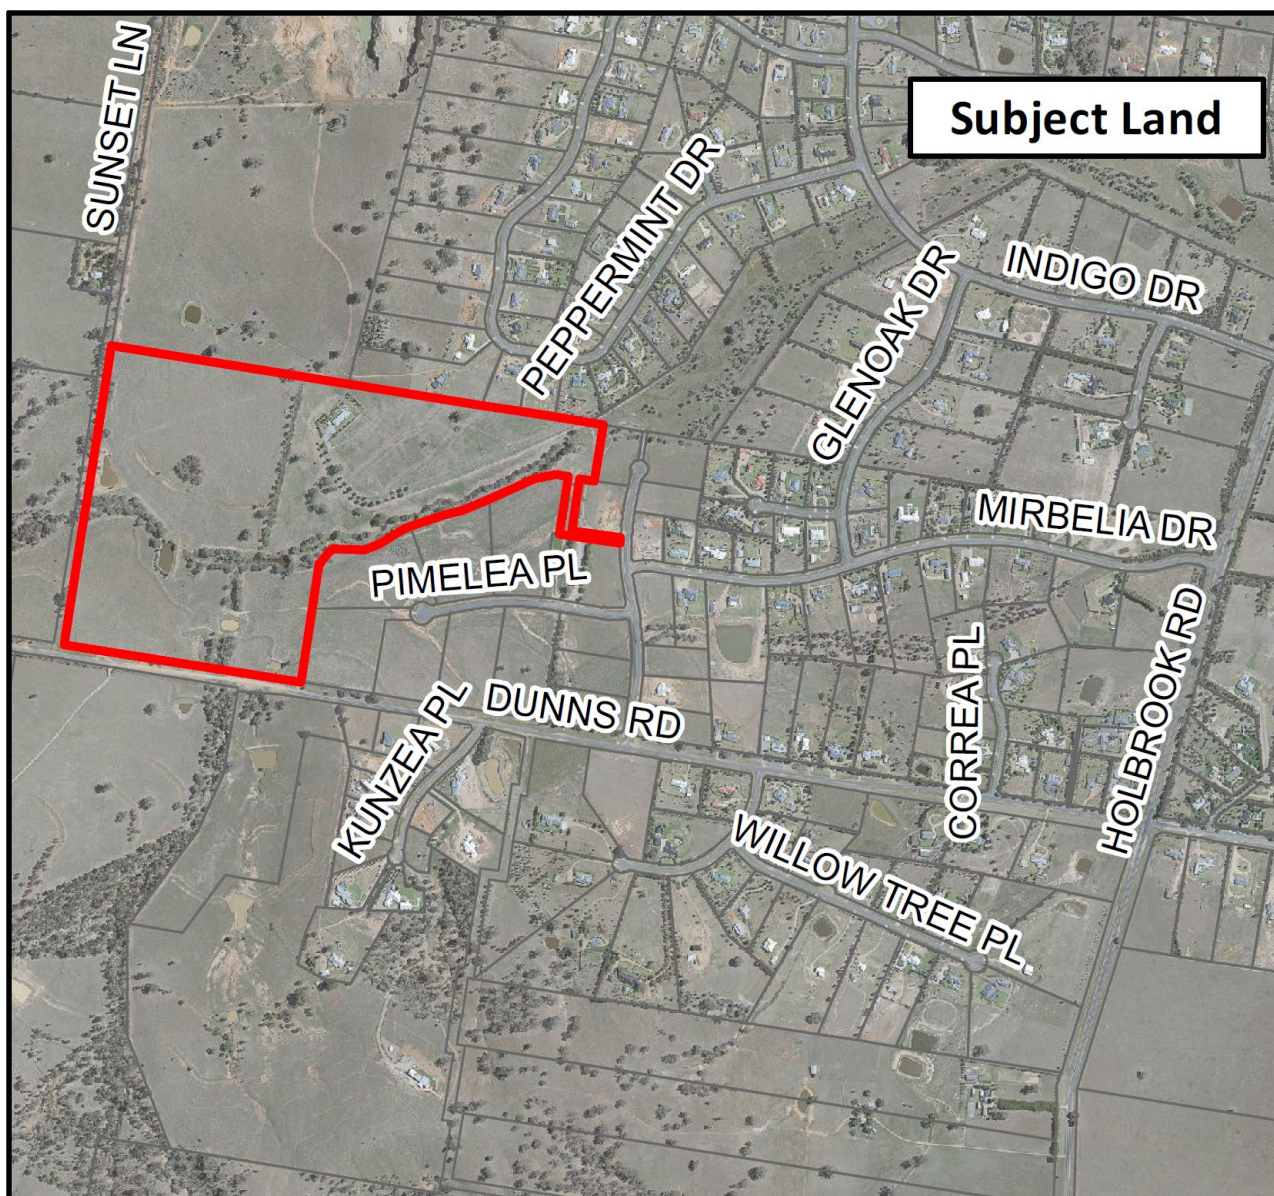 SUNSET LN
Subject Land
PEPPERMINT DR
GLENOAK DR
INDIGO DR
MIRBELIA DR
PIMELEA PL
HOLBROOK RD
CORREA PL
DUNNS RD
KUNZEA PL
WILLOW TREE PL